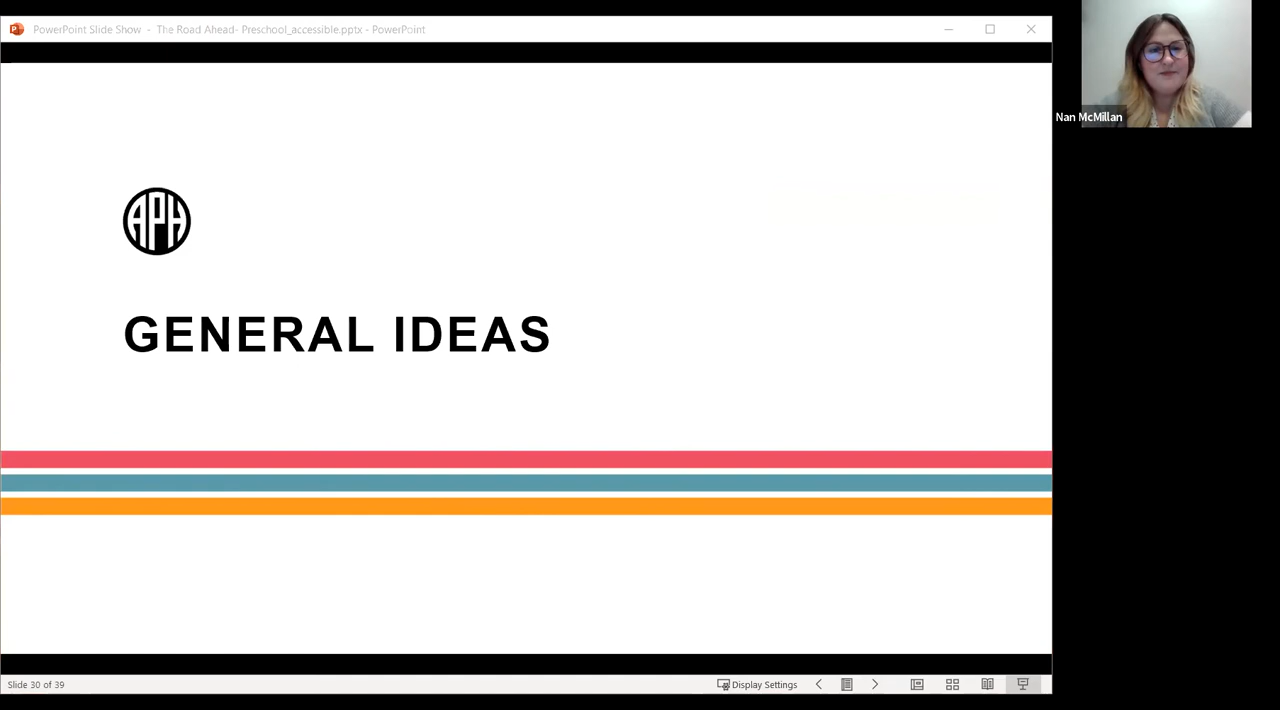 PowerPoint Slide Show - The Road Ahead- Preschool_accessible.pptx - PowerPoint
Nan McMillan
APH
GENERAL IDEAS
Slide 30 of 39
Display Settings